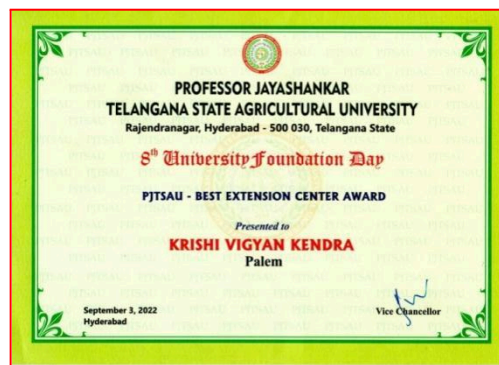 PROFESSOR JAYASHANKAR
TELANGANA STATE AGRICULTURAL UNIVERSITY
Rajendranagar, Hyderabad - 500 030, Telangana State
8th University Foundation Day
PJTSAU - BEST EXTENSION CENTER AWARD
Presented to
KRISHI VIGYAN KENDRA
Palem
September 3, 2022
Hyderabad
Vice Chancellor